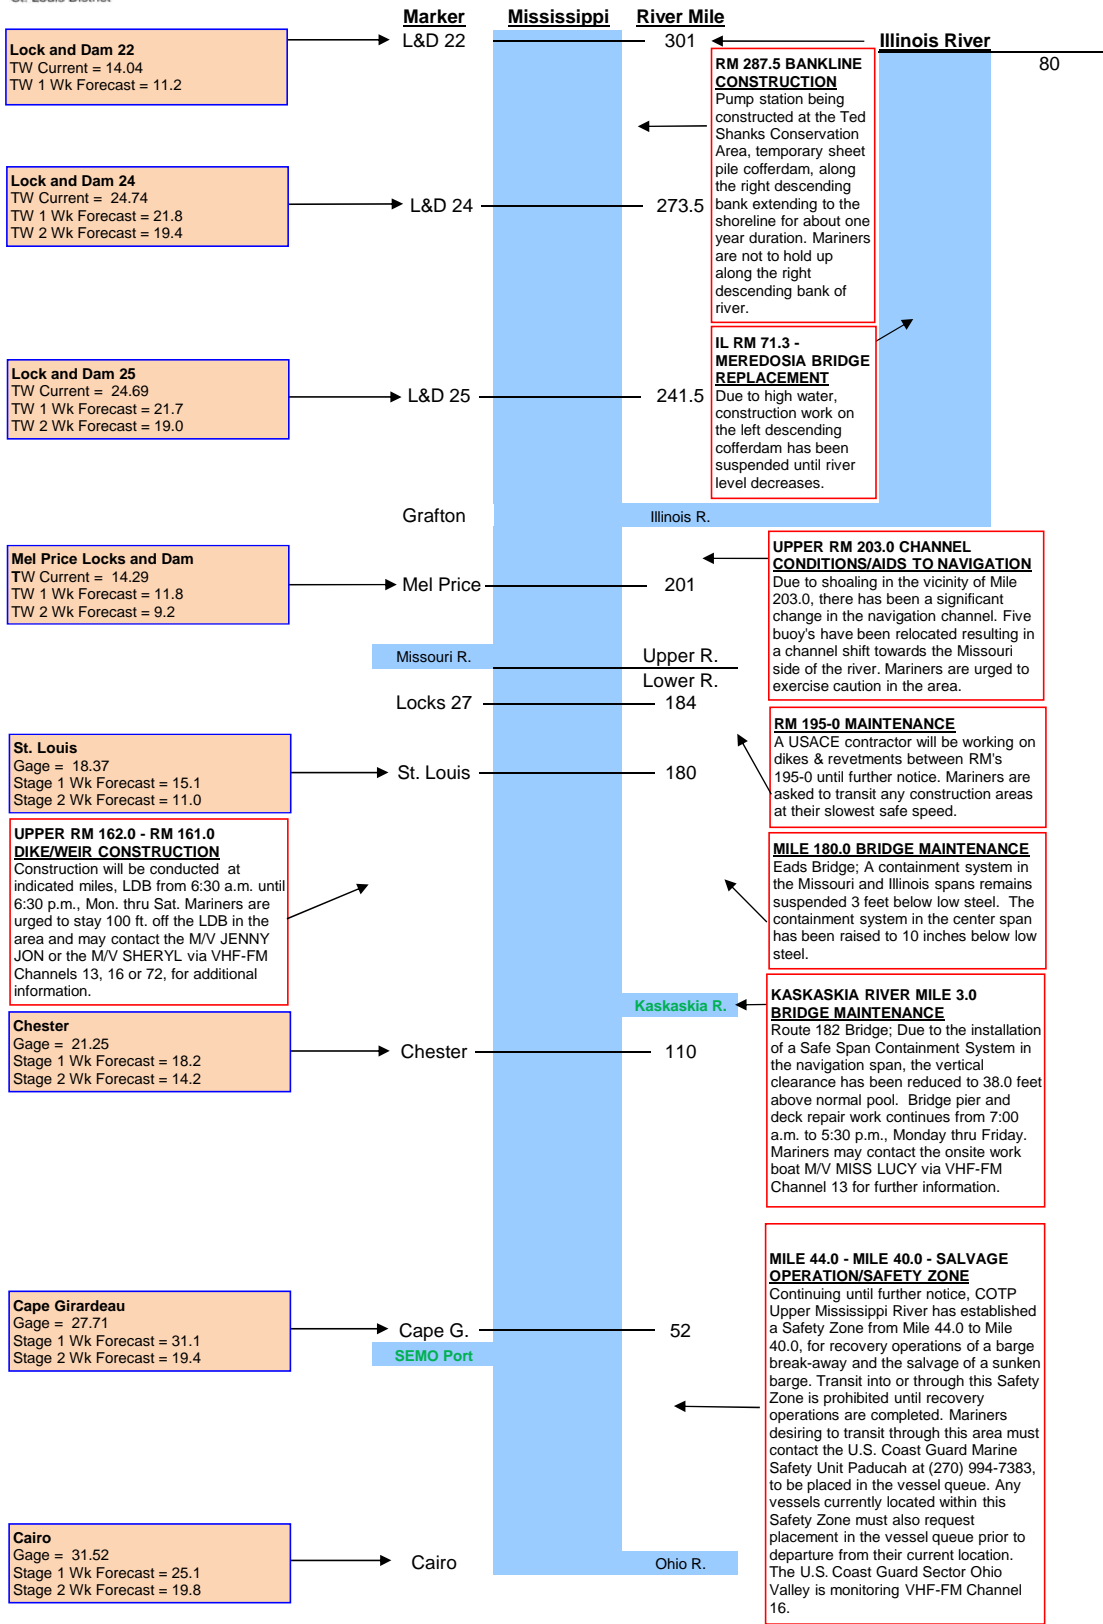 St. Louis District
Marker
Mississippi
River Mile
Lock and Dam 22
TW Current = 14.04
TW 1 Wk Forecast = 11.2
L&D 22
301
Illinois River
80
RM 287.5 BANKLINE
CONSTRUCTION
Pump station being
constructed at the Ted
Shanks Conservation
Area, temporary sheet
pile cofferdam, along
the right descending
bank extending to the
shoreline for about one
year duration. Mariners
are not to hold up
along the right
descending bank of
river.
Lock and Dam 24
TW Current =  24.74
TW 1 Wk Forecast = 21.8
TW 2 Wk Forecast = 19.4
L&D 24
273.5
IL RM 71.3 -
MEREDOSIA BRIDGE
REPLACEMENT
Due to high water,
construction work on
the left descending
cofferdam has been
suspended until river
level decreases.
Lock and Dam 25
TW Current =  24.69
TW 1 Wk Forecast = 21.7
TW 2 Wk Forecast = 19.0
L&D 25
241.5
Grafton
Illinois R.
Mel Price Locks and Dam
TW Current =  14.29
TW 1 Wk Forecast = 11.8
TW 2 Wk Forecast = 9.2
Mel Price
201
UPPER RM 203.0 CHANNEL
CONDITIONS/AIDS TO NAVIGATION
Due to shoaling in the vicinity of Mile
203.0, there has been a significant
change in the navigation channel. Five
buoy's have been relocated resulting in
a channel shift towards the Missouri
side of the river. Mariners are urged to
exercise caution in the area.
Missouri R.
Upper R.
Lower R.
Locks 27
184
RM 195-0 MAINTENANCE
A USACE contractor will be working on
dikes & revetments between RM's
195-0 until further notice. Mariners are
asked to transit any construction areas
at their slowest safe speed.
St. Louis
Gage =  18.37
Stage 1 Wk Forecast = 15.1
Stage 2 Wk Forecast = 11.0
St. Louis
180
UPPER RM 162.0 - RM 161.0
DIKE/WEIR CONSTRUCTION
Construction will be conducted  at
indicated miles, LDB from 6:30 a.m. until
6:30 p.m., Mon. thru Sat. Mariners are
urged to stay 100 ft. off the LDB in the
area and may contact the M/V JENNY
JON or the M/V SHERYL via VHF-FM
Channels 13, 16 or 72, for additional
information.
MILE 180.0 BRIDGE MAINTENANCE
Eads Bridge; A containment system in
the Missouri and Illinois spans remains
suspended 3 feet below low steel.  The
containment system in the center span
has been raised to 10 inches below low
steel.
Kaskaskia R.
KASKASKIA RIVER MILE 3.0
BRIDGE MAINTENANCE
Route 182 Bridge; Due to the installation
of a Safe Span Containment System in
the navigation span, the vertical
clearance has been reduced to 38.0 feet
above normal pool.  Bridge pier and
deck repair work continues from 7:00
a.m. to 5:30 p.m., Monday thru Friday.
Mariners may contact the onsite work
boat M/V MISS LUCY via VHF-FM
Channel 13 for further information.
Chester
Gage =  21.25
Stage 1 Wk Forecast = 18.2
Stage 2 Wk Forecast = 14.2
Chester
110
Cape Girardeau
Gage =  27.71
Stage 1 Wk Forecast = 31.1
Stage 2 Wk Forecast = 19.4
Cape G.
52
SEMO Port
MILE 44.0 - MILE 40.0 - SALVAGE
OPERATION/SAFETY ZONE
Continuing until further notice, COTP
Upper Mississippi River has established
a Safety Zone from Mile 44.0 to Mile
40.0, for recovery operations of a barge
break-away and the salvage of a sunken
barge. Transit into or through this Safety
Zone is prohibited until recovery
operations are completed. Mariners
desiring to transit through this area must
contact the U.S. Coast Guard Marine
Safety Unit Paducah at (270) 994-7383,
to be placed in the vessel queue. Any
vessels currently located within this
Safety Zone must also request
placement in the vessel queue prior to
departure from their current location.
The U.S. Coast Guard Sector Ohio
Valley is monitoring VHF-FM Channel
16.
Cairo
Gage =  31.52
Stage 1 Wk Forecast = 25.1
Stage 2 Wk Forecast = 19.8
Cairo
Ohio R.